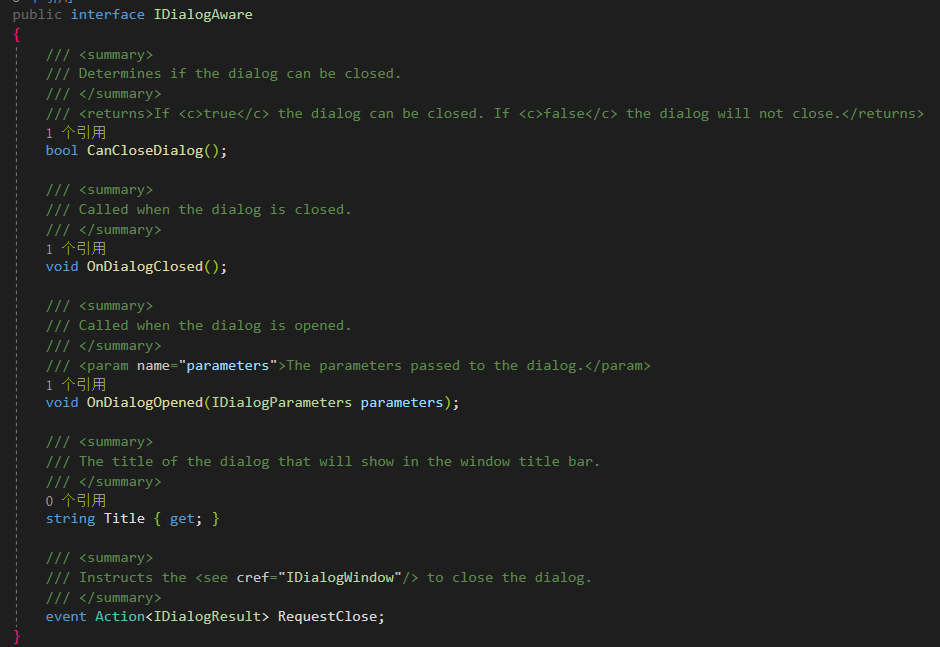 public interface IDialogAware
{
/// <summary>
/// Determines if the dialog can be closed.
/// </summary>
/// <returns>If <c>true</c> the dialog can be closed. If <c>false</c> the dialog will not close.</returns>
1 个引用
bool CanCloseDialog();
/// <summary>
/// Called when the dialog is closed.
/// </summary>
1 个引用
void OnDialogClosed();
/// <summary>
/// Called when the dialog is opened.
/// </summary>
/// <param name="parameters">The parameters passed to the dialog.</param>
1 个引用
void OnDialogOpened(IDialogParameters parameters);
/// <summary>
/// The title of the dialog that will show in the window title bar.
/// </summary>
0 个引用
string Title { get; }
/// <summary>
/// Instructs the <see cref="IDialogWindow"/> to close the dialog.
/// </summary>
event Action<IDialogResult> RequestClose;
}